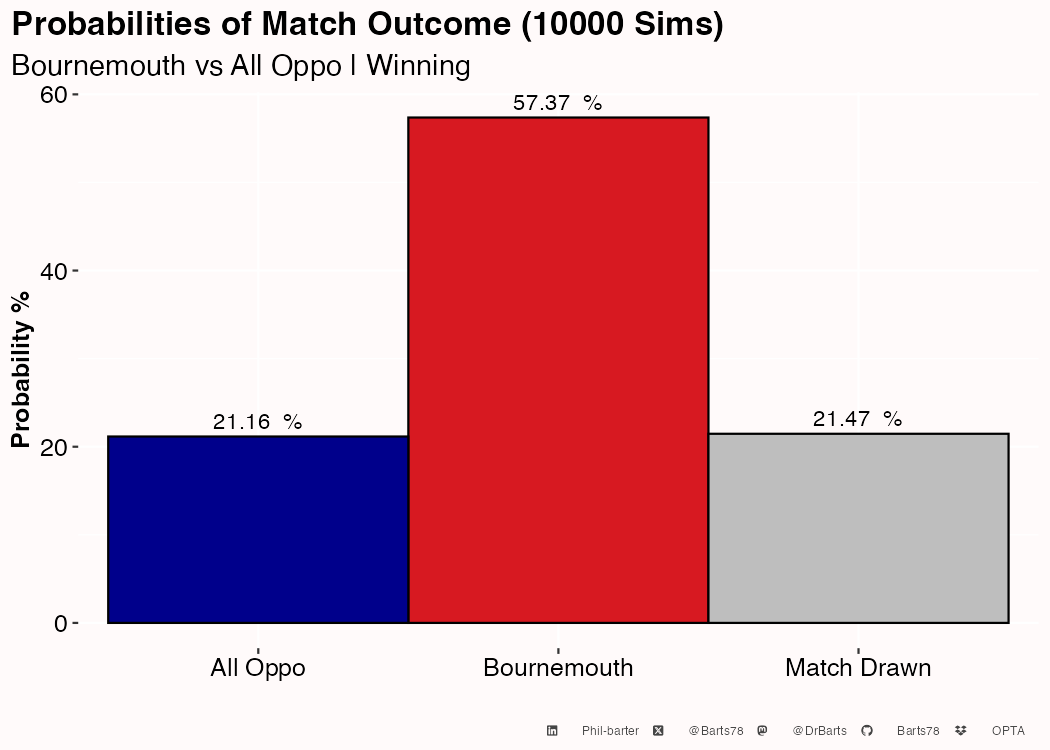 Probabilities of Match Outcome (10000 Sims)
Bournemouth vs All Oppo | Winning
Probability %
60
40
20
0
21.16 %
57.37 %
21.47 %
All Oppo
Bournemouth
Match Drawn
Phil-barter @Barts78 @DrBarts Barts78 OPTA